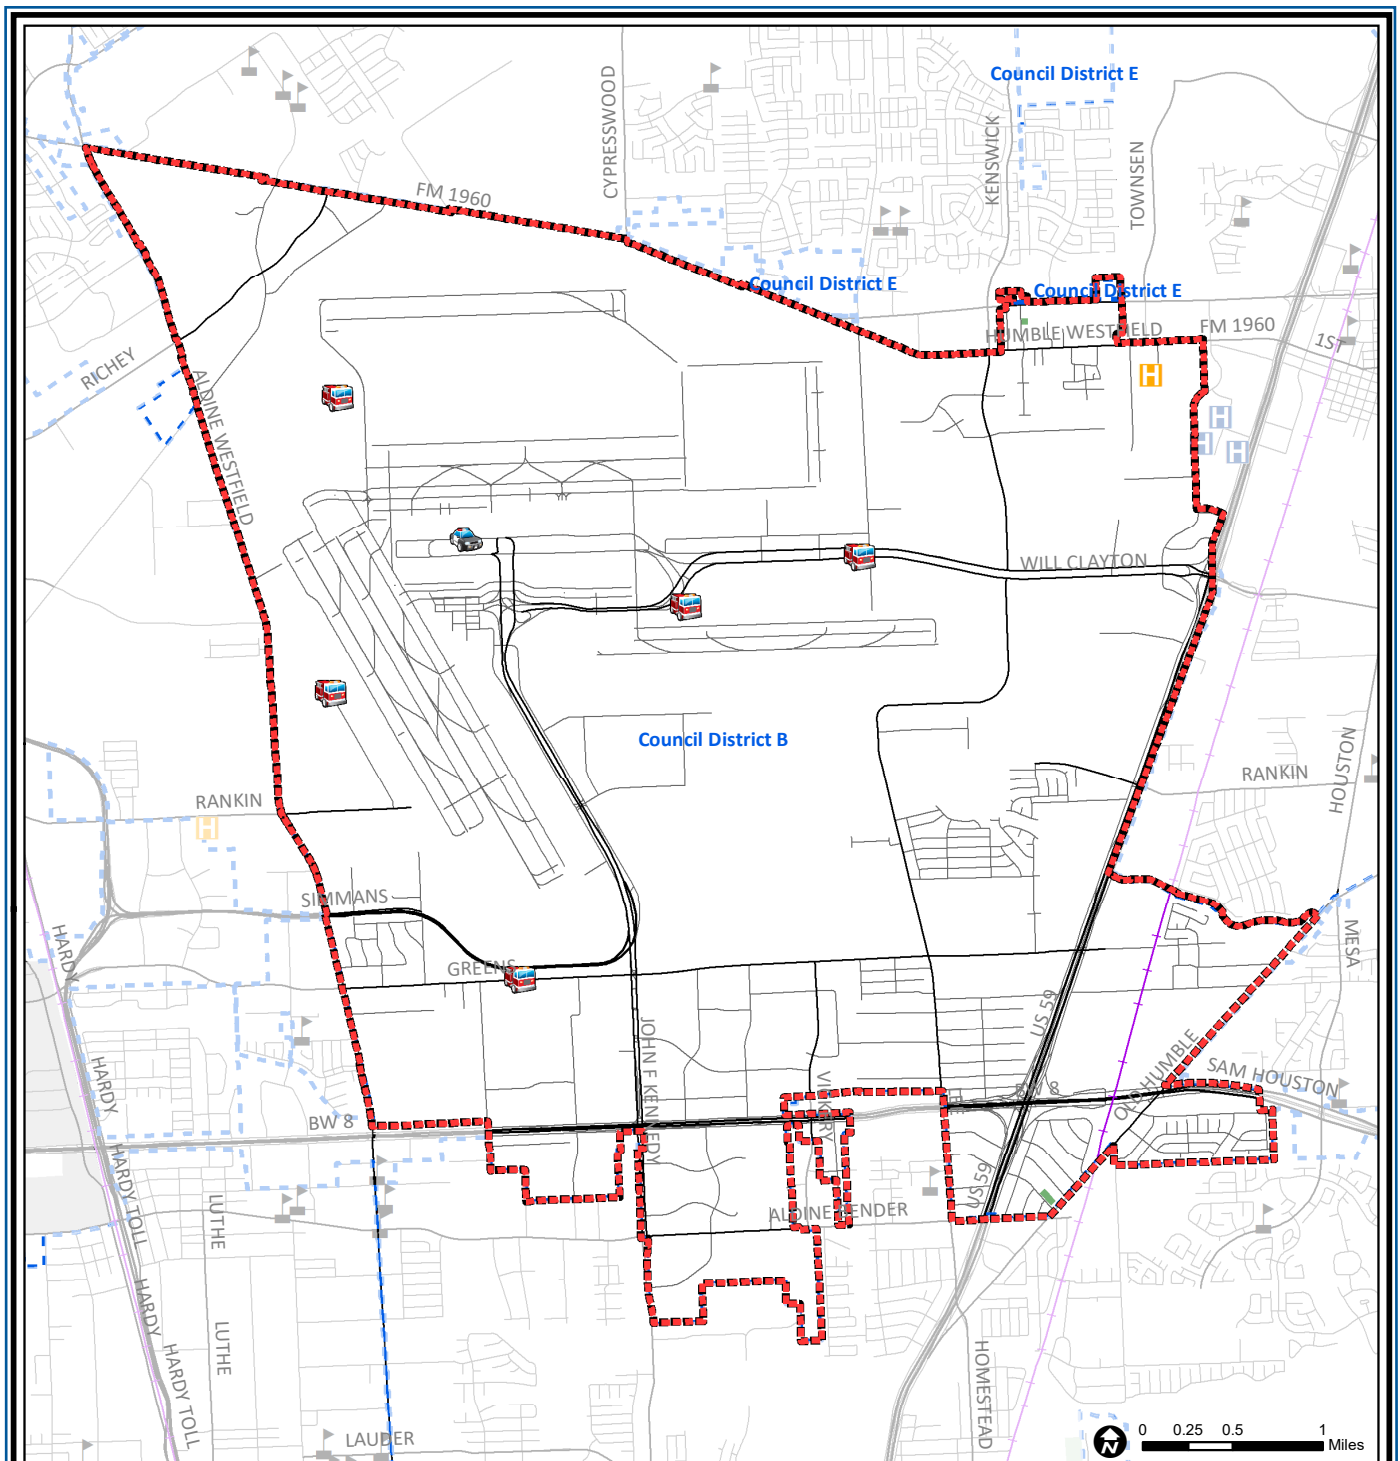 Council District E
CYPRESSWOOD
KENSWICK
TOWNSEN
FM 1960
Council District E
Council District E
HUMBLE WESTFIELD
FM 1960
1ST
RICHEY
ALDINE WESTFIELD
H
H
H
H
WILL CLAYTON
Council District B
HOUSTON
RANKIN
RANKIN
H
SIMMANS
MESA
HARDY
GREENS
US 59
JOHN F KENNEDY
OLD HUMBLE
HARDY
VICKERY
BW 8
SAM HOUSTON
BW 8
HARDY TOLL
US 59
LUTHE
ALDINE BENDER
HARDY
LUTHE
HARDY TOLL
HOMESTEAD
LAUDER
N
0 0.25 0.5 1
Miles